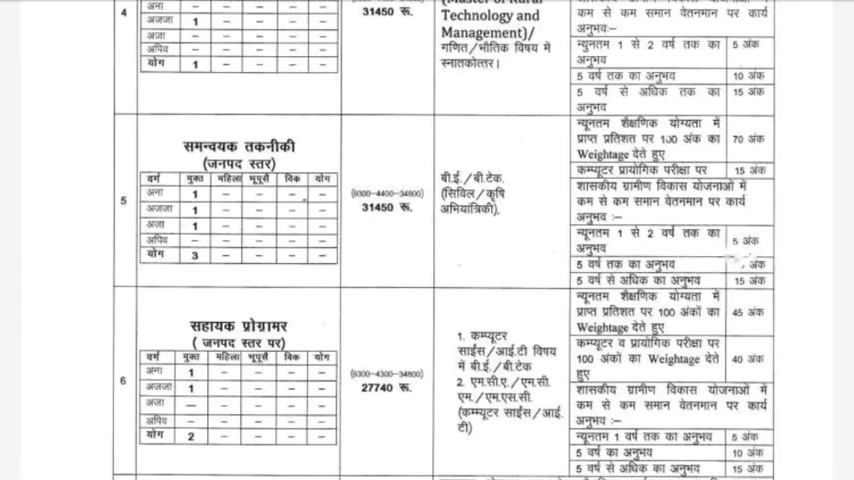 4
अना
अजजा 1 – – – –
अजा – – – – –
अपिव – – – – –
योग 1 – – – –
31450 रू.
(Master of Rural
Technology and
Management)/
गणित/भौतिक विषय में
स्नातकोत्तर।
कम से कम समान वेतनमान पर कार्य
अनुभवः–
न्युनतम 1 से 2 वर्ष तक का
अनुभव
5 अंक
5 वर्ष तक का अनुभव 10 अंक
5 वर्ष से अधिक तक का
अनुभव
15 अंक
5
समन्वयक तकनीकी
(जनपद स्तर)
वर्ग मुक्त महिला भूपूसै विक योग
अना 1 – – –
अजजा 1 – – – –
अजा 1 – – – –
अपिव – – – – –
योग 3 – – – –
(9300–4400–34800)
31450 रू.
बी.ई./बी.टेक.
(सिविल/कृषि
अभियांत्रिकी).
न्यूनतम शैक्षणिक योग्यता में
प्राप्त प्रतिशत पर 100 अंक का
Weightage देते हुए
70 अंक
कम्प्यूटर प्रायोगिक परीक्षा पर 15 अंक
शासकीय ग्रामीण विकास योजनाओं में
कम से कम समान वेतनमान पर कार्य
अनुभव :–
न्यूनतम 1 से 2 वर्ष तक का
अनुभव
5 अंक
5 वर्ष तक का अनुभव अंक
5 वर्ष से अधिक का अनुभव 15 अंक
6
सहायक प्रोग्रामर
( जनपद स्तर पर)
वर्ग मुक्त महिला भूपूसै विक योग
अना 1 – – – –
अजजा 1 – – – –
अजा – – – – –
अपिव – – – – –
योग 2 – – – –
(9300–4300–34800)
27740 रू.
1. कम्प्यूटर
साईंस/आई.टी विषय
में बी.ई./बी.टेक
2. एम.सी.ए./एम.सी.
एम./एम.एस.सी.
(कम्प्यूटर साईंस/आई.
टी)
न्यूनतम शैक्षणिक योग्यता में
प्राप्त प्रतिशत पर 100 अंकों का
Weightage देते हुए
45 अंक
कम्प्यूटर व प्रायोगिक परीक्षा पर
100 अंकों का Weightage देते
हुए
40 अंक
शासकीय ग्रामीण विकास योजनाओं में
कम से कम समान वेतनमान पर कार्य
अनुभव :–
न्यूनतम 1 वर्ष तक का अनुभव 5 अंक
5 वर्ष का अनुभव 10 अंक
5 वर्ष से अधिक का अनुभव 15 अंक